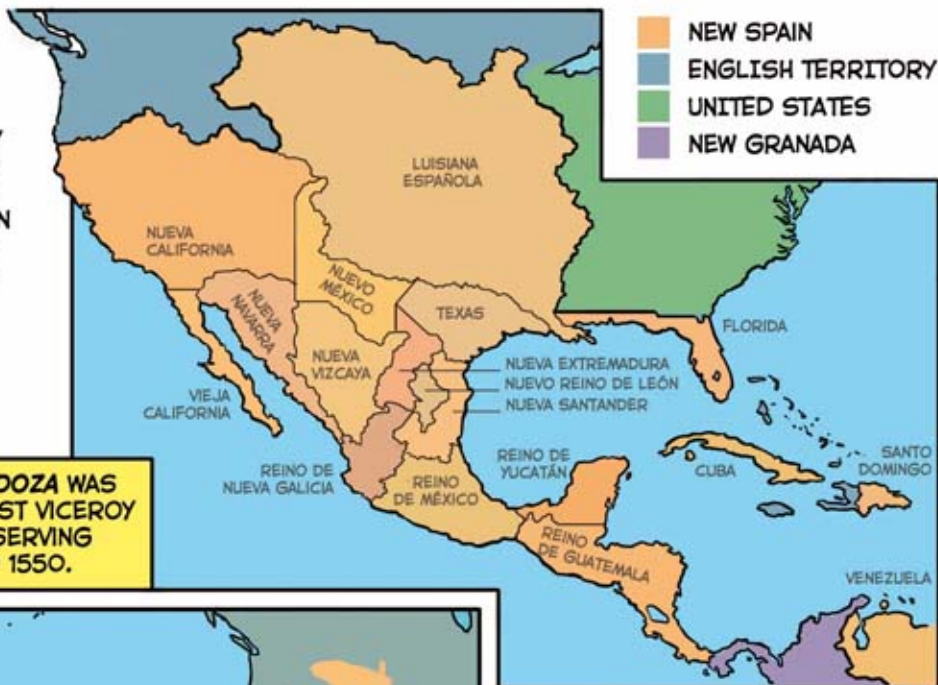 NEW SPAIN
ENGLISH TERRITORY
UNITED STATES
NEW GRANADA
LUISIANA
ESPAÑOLA
NUEVA
CALIFORNIA
NUEVO
MÉXICO
NUEVA
NAVARRA
TEXAS
FLORIDA
NUEVA
VIZCAYA
NUEVA EXTREMADURA
NUEVO REINO DE LEÓN
NUEVA SANTANDER
VIEJA
CALIFORNIA
REINO DE
NUEVA GALICIA
REINO
DE MÉXICO
REINO DE
YUCATÁN
CUBA
SANTO
DOMINGO
REINO
DE GUATEMALA
VENEZUELA
DOZA WAS
ST VICEROY
SERVING
1550.